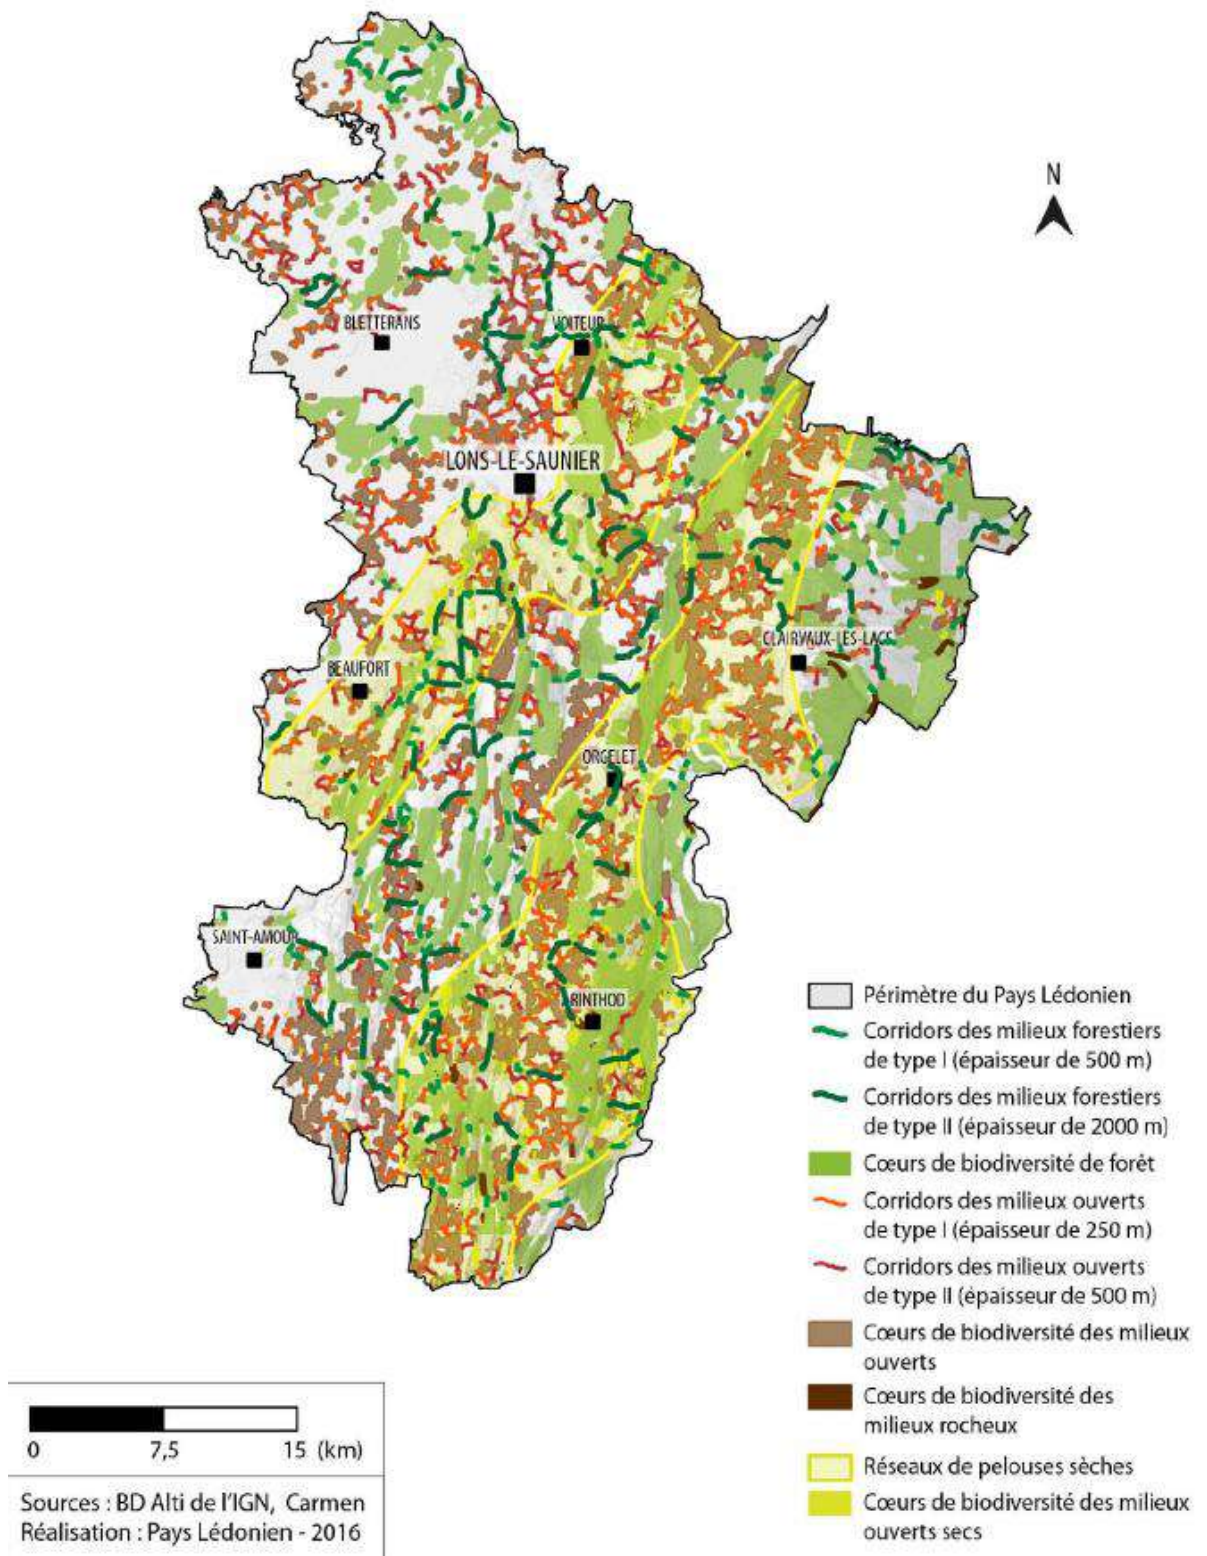 N
BLETTERANS
VOITEUR
LONS-LE-SAUNIER
CLAIRVAUX-LES-LACS
BEAUFORT
ORGELET
SAINT-AMOUR
RINTHOD
Périmètre du Pays Lédonien
Corridors des milieux forestiers
de type I (épaisseur de 500 m)
Corridors des milieux forestiers
de type II (épaisseur de 2000 m)
Cœurs de biodiversité de forêt
Corridors des milieux ouverts
de type I (épaisseur de 250 m)
Corridors des milieux ouverts
de type II (épaisseur de 500 m)
Cœurs de biodiversité des milieux
ouverts
Cœurs de biodiversité des
milieux rocheux
Réseaux de pelouses sèches
Cœurs de biodiversité des milieux
ouverts secs
0 7,5 15 (km)
Sources : BD Alti de l'IGN, Carmen
Réalisation : Pays Lédonien - 2016